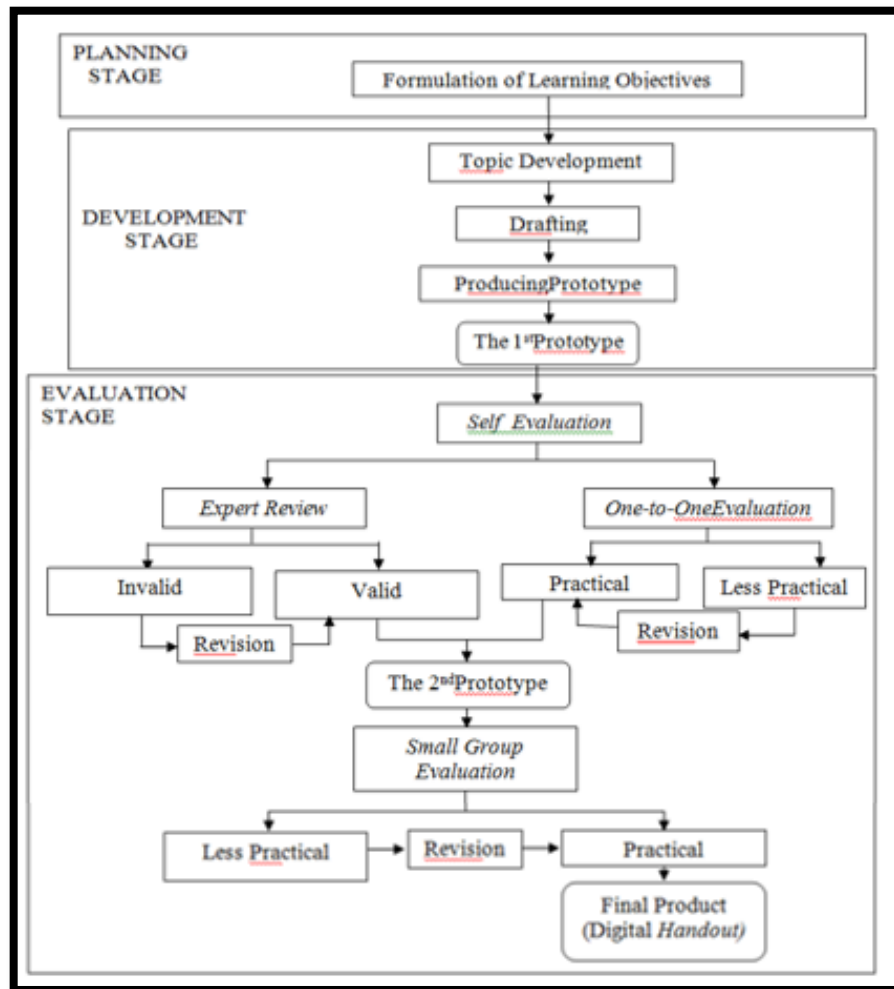 PLANNING
STAGE
Formulation of Learning Objectives
Topic Development
DEVELOPMENT
STAGE
Drafting
ProducingPrototype
The 1stPrototype
EVALUATION
STAGE
Self Evaluation
Expert Review
One-to-OneEvaluation
Invalid
Valid
Practical
Less Practical
Revision
Revision
The 2ndPrototype
Small Group
Evaluation
Less Practical
Revision
Practical
Final Product
(Digital Handout)